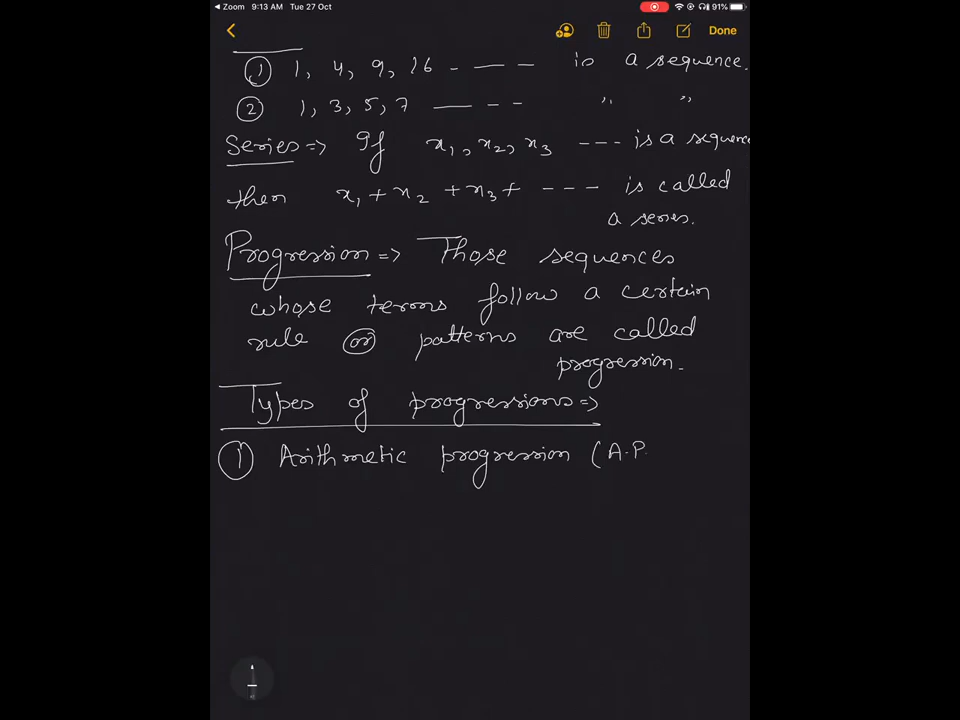 Zoom 9:13 AM Tue 27 Oct 91%
Done
① 1, 4, 9, 16 - — - is a sequence.
② 1, 3, 5, 7 — - - " "
Series => If x₁, x₂, x₃ --- is a sequence
then x₁ + x₂ + x₃ + ---- is called
a series.
Progression => Those sequences
whose terms follow a certain
rule or patterns are called
progression.
Types of progressions =>
① Arithmetic progression (A.P.